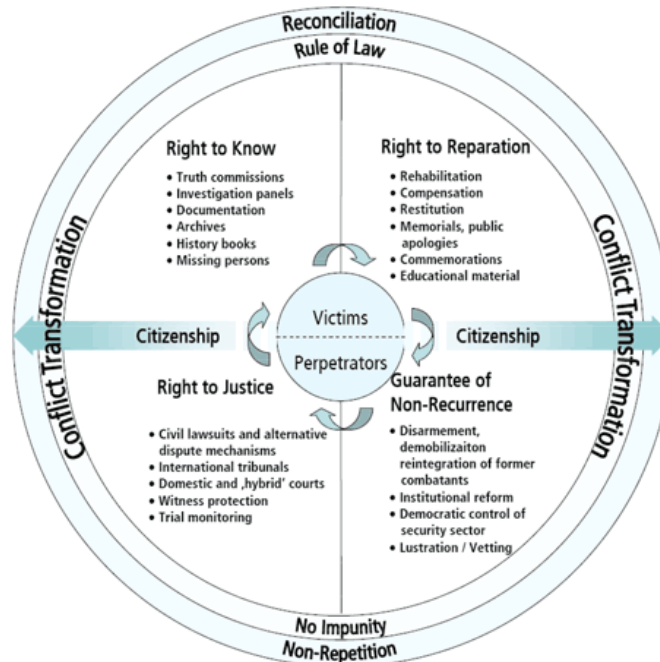 Reconciliation
Rule of Law
Conflict Transformation
Conflict Transformation
Right to Know
• Truth commissions
• Investigation panels
• Documentation
• Archives
• History books
• Missing persons
Right to Reparation
• Rehabilitation
• Compensation
• Restitution
• Memorials, public
apologies
• Commemorations
• Educational material
Victims
Perpetrators
Citizenship
Citizenship
Right to Justice
• Civil lawsuits and alternative
dispute mechanisms
• International tribunals
• Domestic and ‚hybrid' courts
• Witness protection
• Trial monitoring
Guarantee of
Non-Recurrence
• Disarmement,
demobilizaiton
reintegration of former
combatants
• Institutional reform
• Democratic control of
security sector
• Lustration / Vetting
No Impunity
Non-Repetition